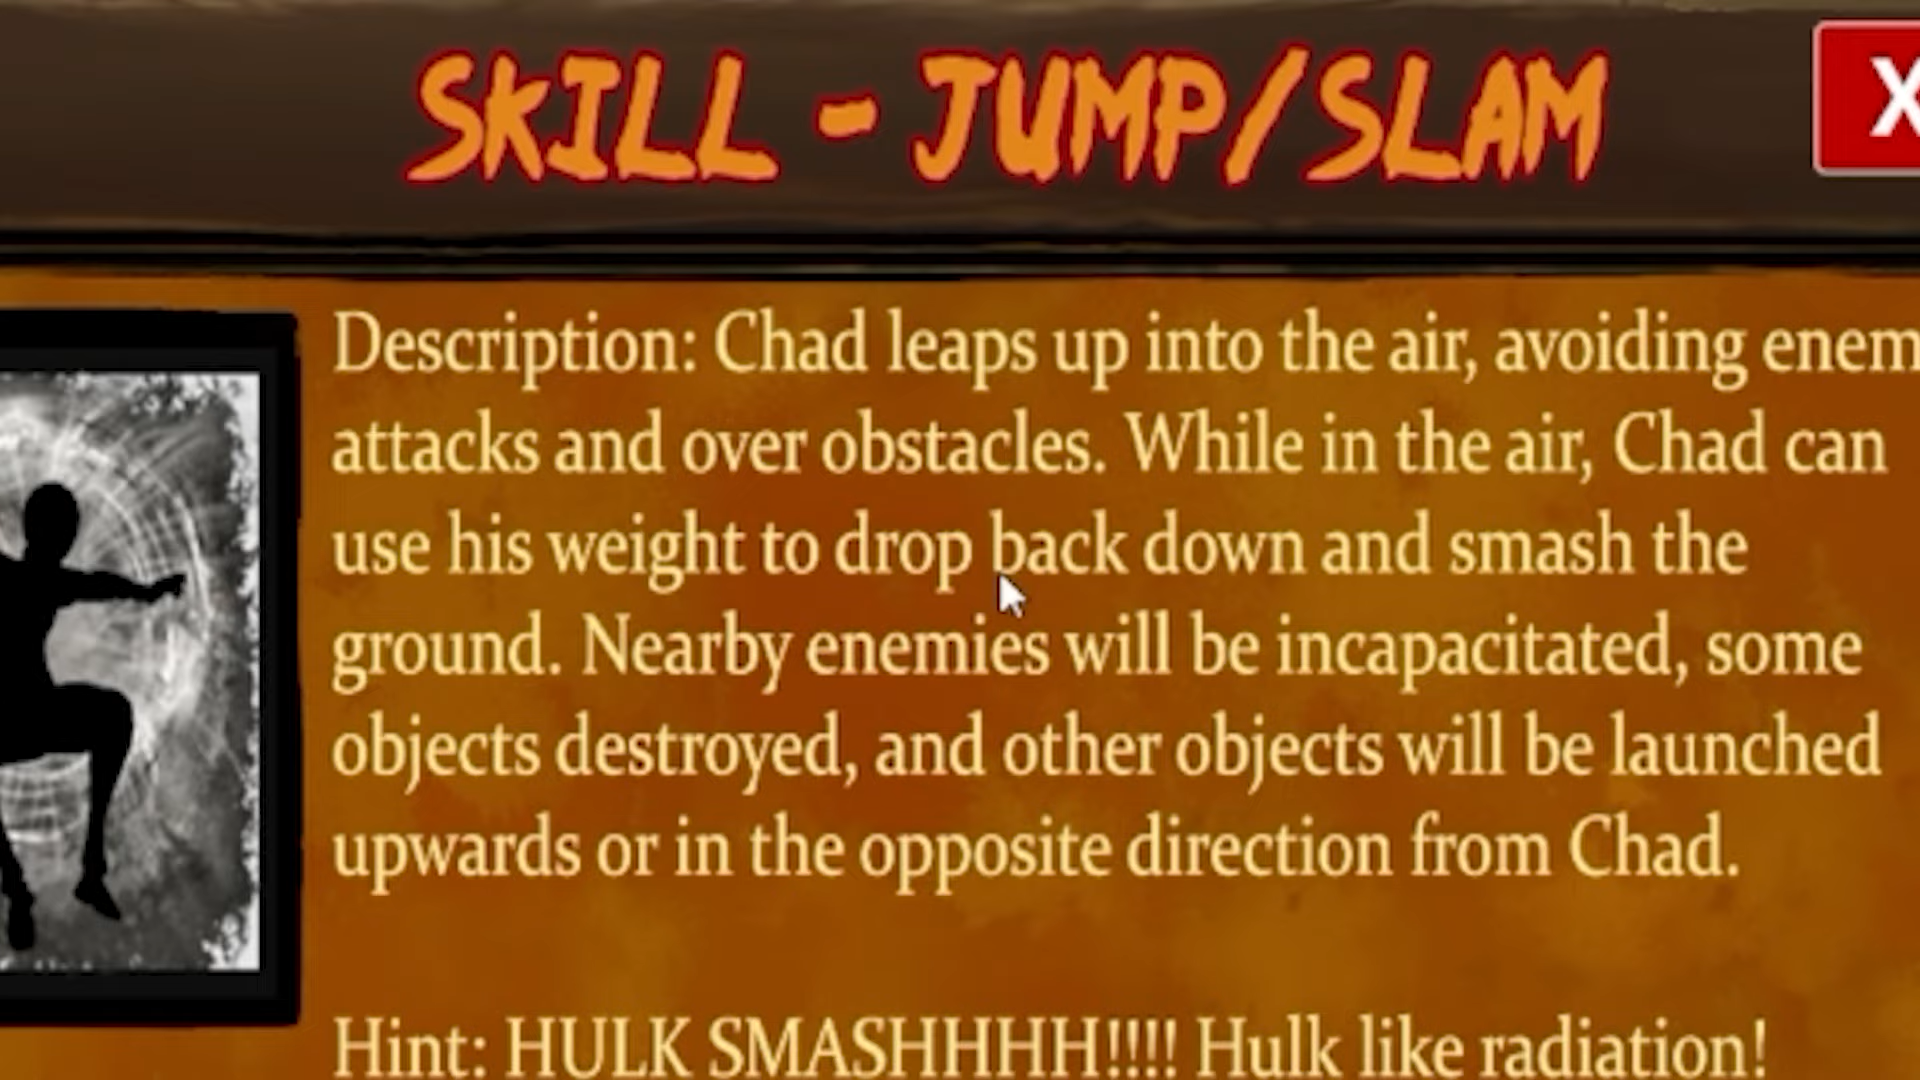 SKILL - JUMP/SLAM
X
Description: Chad leaps up into the air, avoiding enem
attacks and over obstacles. While in the air, Chad can
use his weight to drop back down and smash the
ground. Nearby enemies will be incapacitated, some
objects destroyed, and other objects will be launched
upwards or in the opposite direction from Chad.
Hint: HULK SMASHHHH!!!! Hulk like radiation!